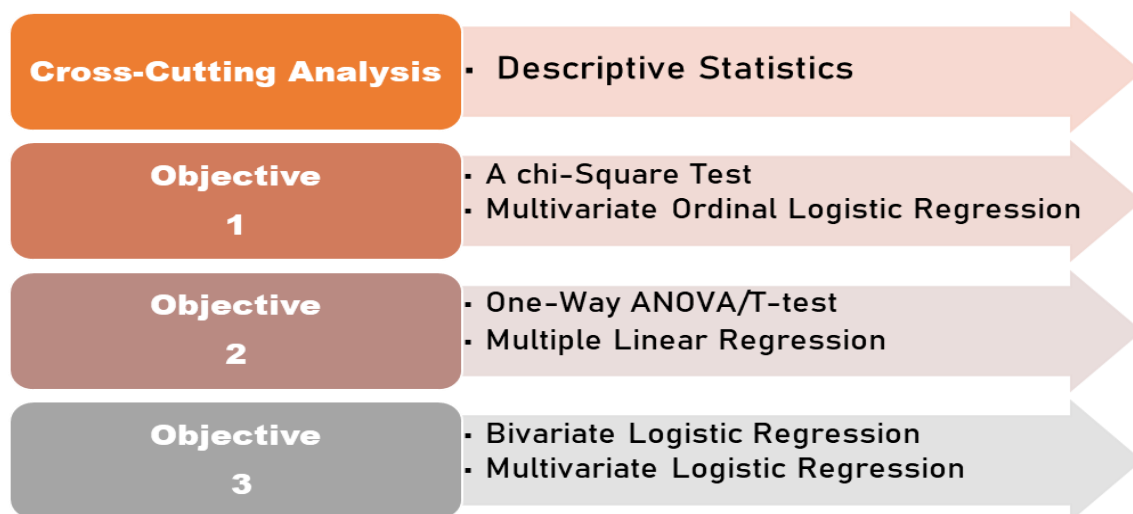 Cross-Cutting Analysis
▪ Descriptive Statistics
Objective
1
▪ A chi-Square Test
▪ Multivariate Ordinal Logistic Regression
Objective
2
▪ One-Way ANOVA/T-test
▪ Multiple Linear Regression
Objective
3
▪ Bivariate Logistic Regression
▪ Multivariate Logistic Regression